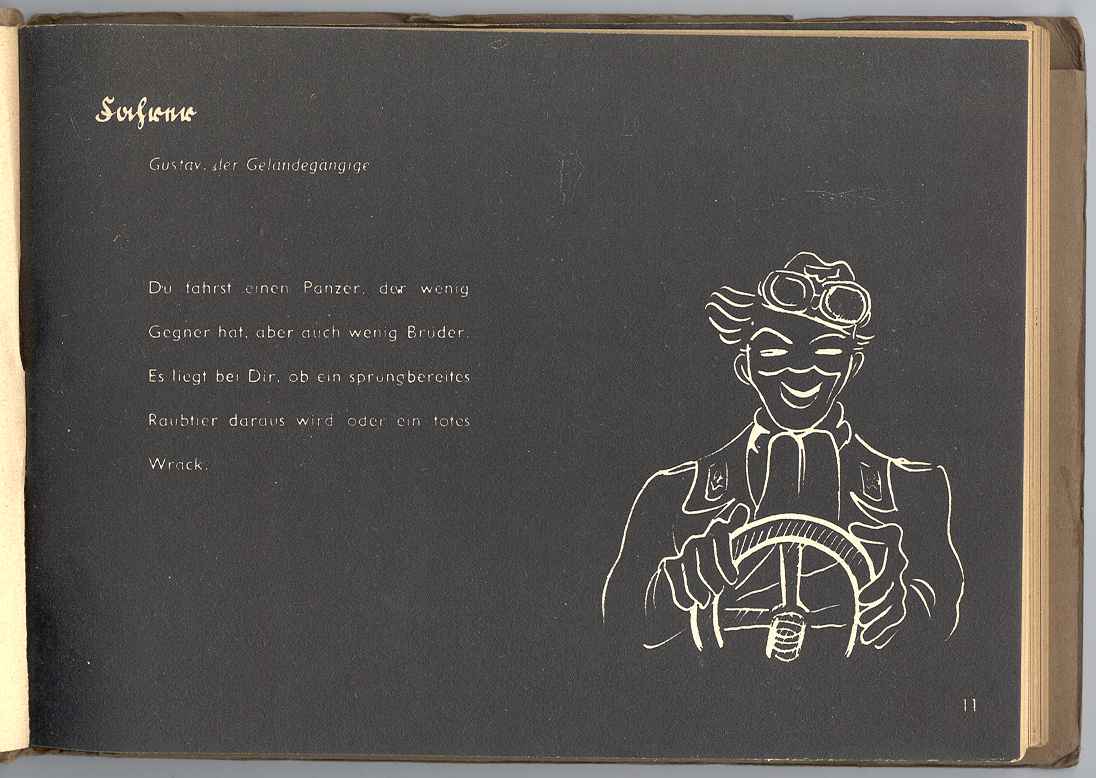 Fahrer
Gustav, der Geländegängige
Du fährst einen Panzer, der wenig
Gegner hat, aber auch wenig Brüder.
Es liegt bei Dir, ob ein sprungbereites
Raubtier daraus wird oder ein totes
Wrack.
11